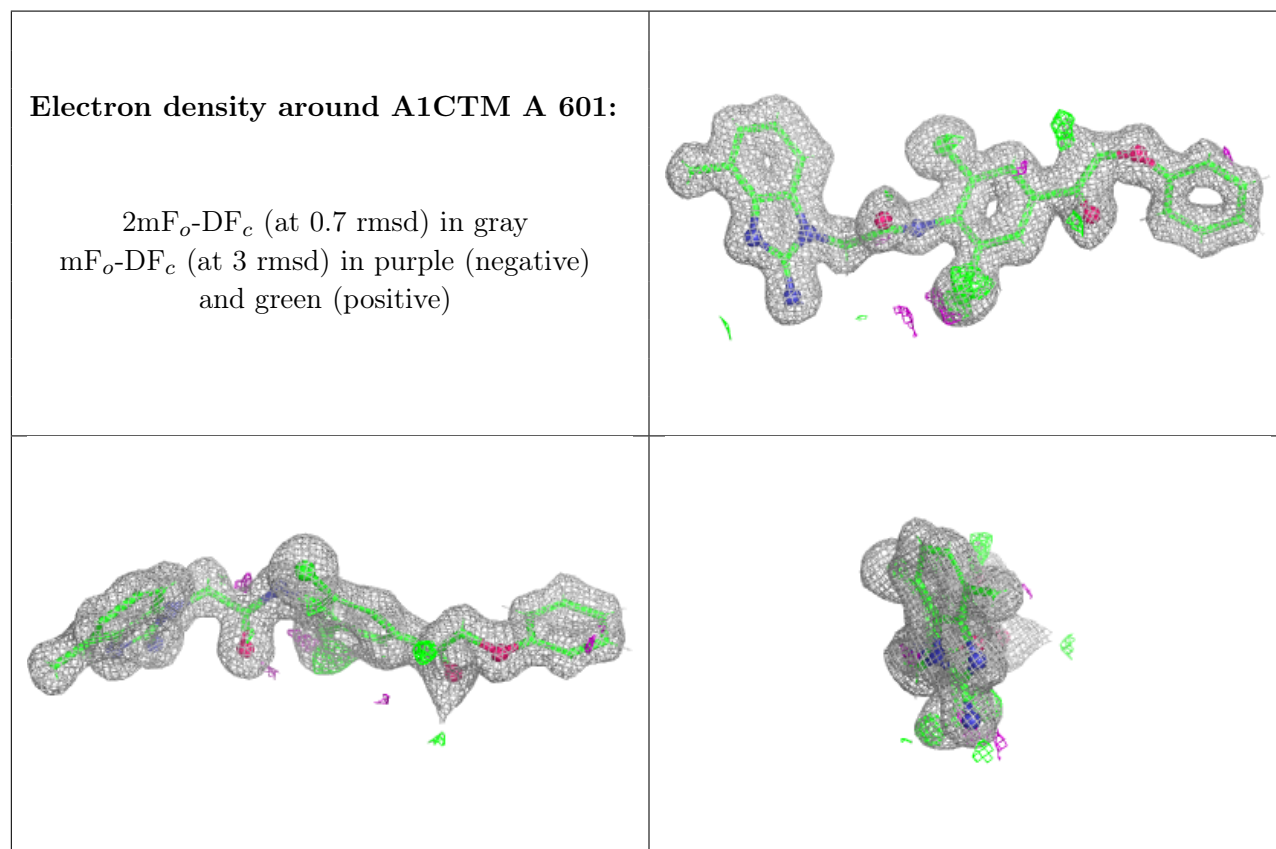 Electron density around A1CTM A 601:
2mFo-DFc (at 0.7 rmsd) in gray
mFo-DFc (at 3 rmsd) in purple (negative)
and green (positive)